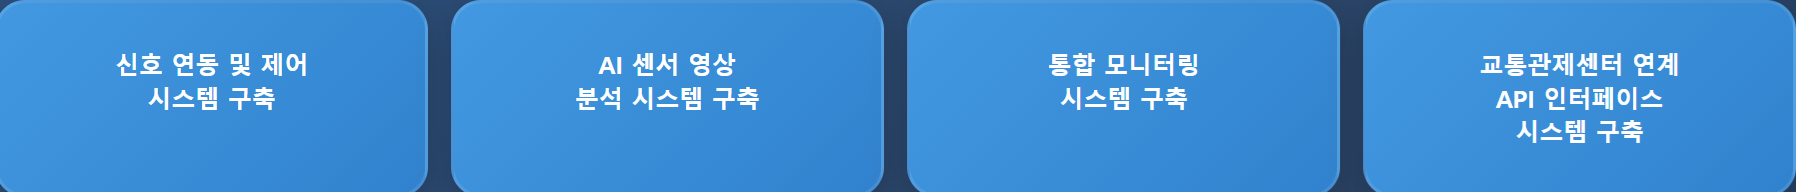 신호 연동 및 제어
시스템 구축
AI 센서 영상
분석 시스템 구축
통합 모니터링
시스템 구축
교통관제센터 연계
API 인터페이스
시스템 구축